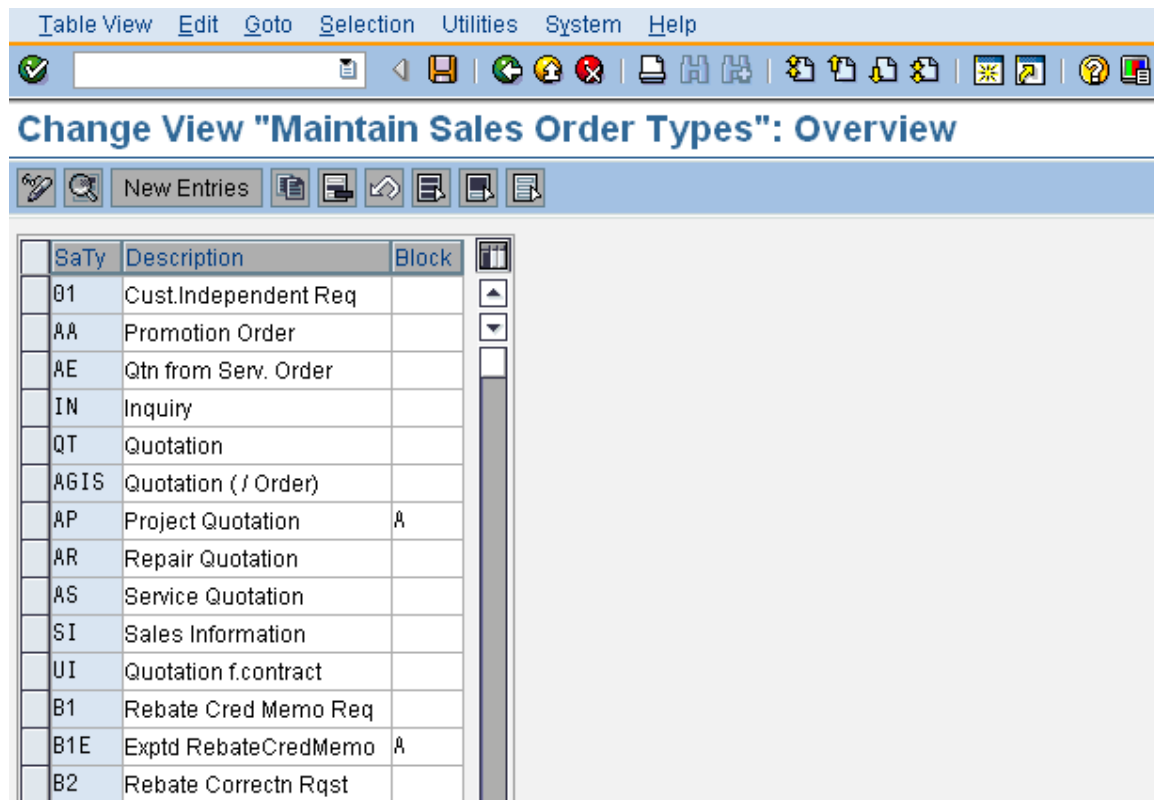 Table View Edit Goto Selection Utilities System Help
Change View "Maintain Sales Order Types": Overview
New Entries
SaTy Description Block
01 Cust.Independent Req
AA Promotion Order
AE Qtn from Serv. Order
IN Inquiry
QT Quotation
AGIS Quotation ( / Order)
AP Project Quotation A
AR Repair Quotation
AS Service Quotation
SI Sales Information
UI Quotation f.contract
B1 Rebate Cred Memo Req
B1E Exptd RebateCredMemo A
B2 Rebate Correctn Rqst